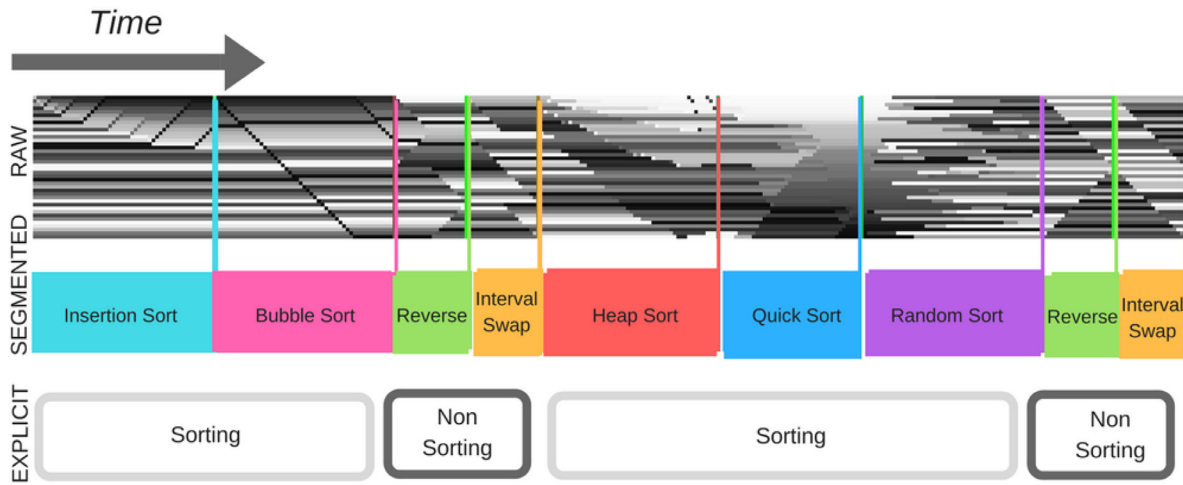 Time
RAW
SEGMENTED
Insertion Sort
Bubble Sort
Reverse
Interval
Swap
Heap Sort
Quick Sort
Random Sort
Reverse
Interval
Swap
EXPLICIT
Sorting
Non
Sorting
Sorting
Non
Sorting